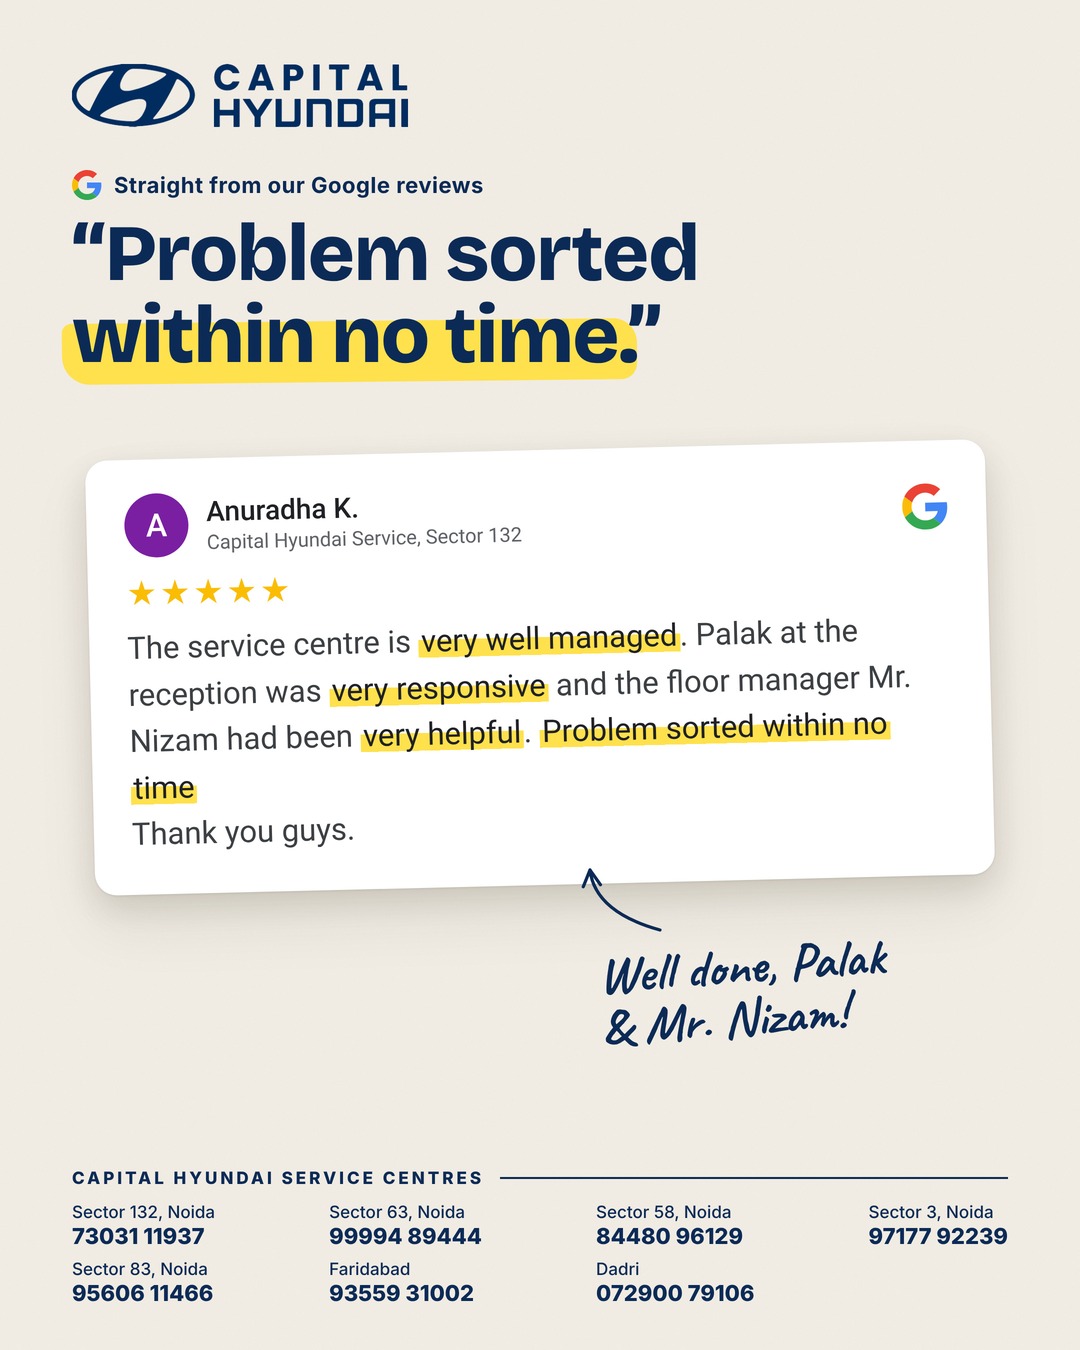 CAPITAL
HYUNDAI
Straight from our Google reviews
“Problem sorted
within no time.”
A
Anuradha K.
Capital Hyundai Service, Sector 132
The service centre is very well managed. Palak at the
reception was very responsive and the floor manager Mr.
Nizam had been very helpful. Problem sorted within no
time
Thank you guys.
Well done, Palak
& Mr. Nizam!
CAPITAL HYUNDAI SERVICE CENTRES
Sector 132, Noida
73031 11937
Sector 63, Noida
99994 89444
Sector 58, Noida
84480 96129
Sector 3, Noida
97177 92239
Sector 83, Noida
95606 11466
Faridabad
93559 31002
Dadri
072900 79106